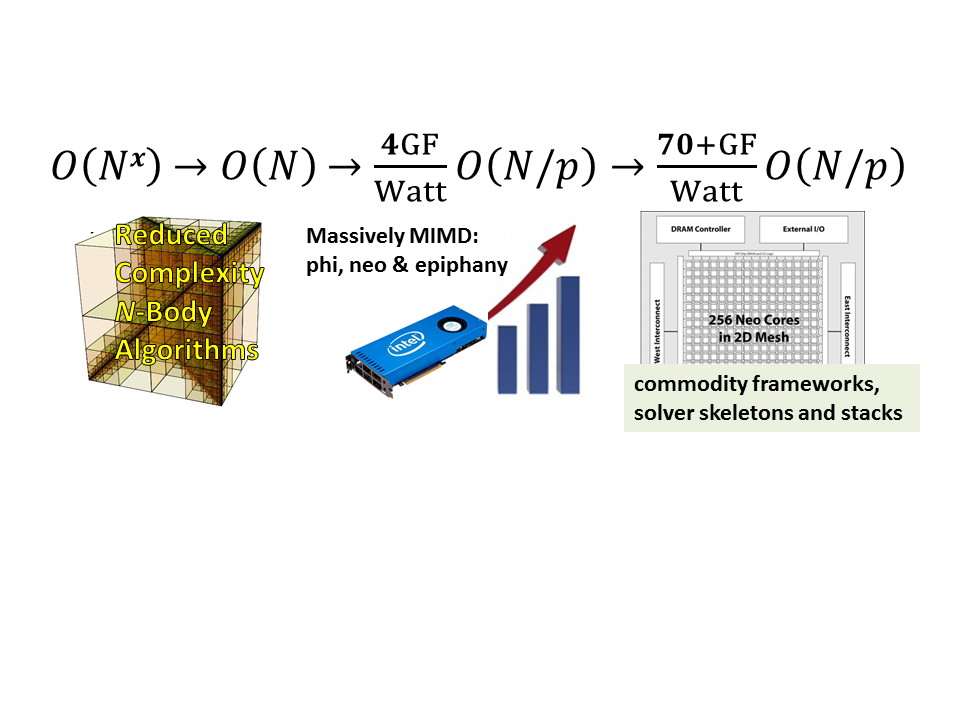 O(Nˣ) → O(N) → 4GF/Watt O(N/p) → 70+GF/Watt O(N/p)
Reduced
Complexity
N-Body
Algorithms
Massively MIMD:
phi, neo & epiphany
intel
DRAM Controller
External I/O
West Interconnect
256 Neo Cores
in 2D Mesh
East Interconnect
commodity frameworks,
solver skeletons and stacks